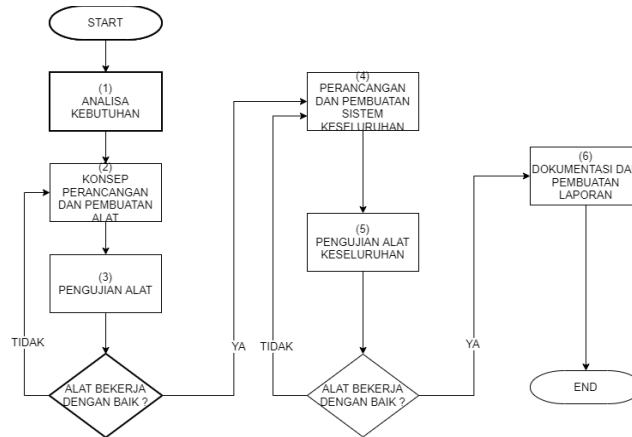 START
(1)
ANALISA
KEBUTUHAN
(2)
KONSEP
PERANCANGAN
DAN PEMBUATAN
ALAT
(3)
PENGUJIAN ALAT
TIDAK
ALAT BEKERJA
DENGAN BAIK ?
YA
(4)
PERANCANGAN
DAN PEMBUATAN
SISTEM
KESELURUHAN
(5)
PENGUJIAN ALAT
KESELURUHAN
TIDAK
ALAT BEKERJA
DENGAN BAIK ?
YA
(6)
DOKUMENTASI DAN
PEMBUATAN
LAPORAN
END